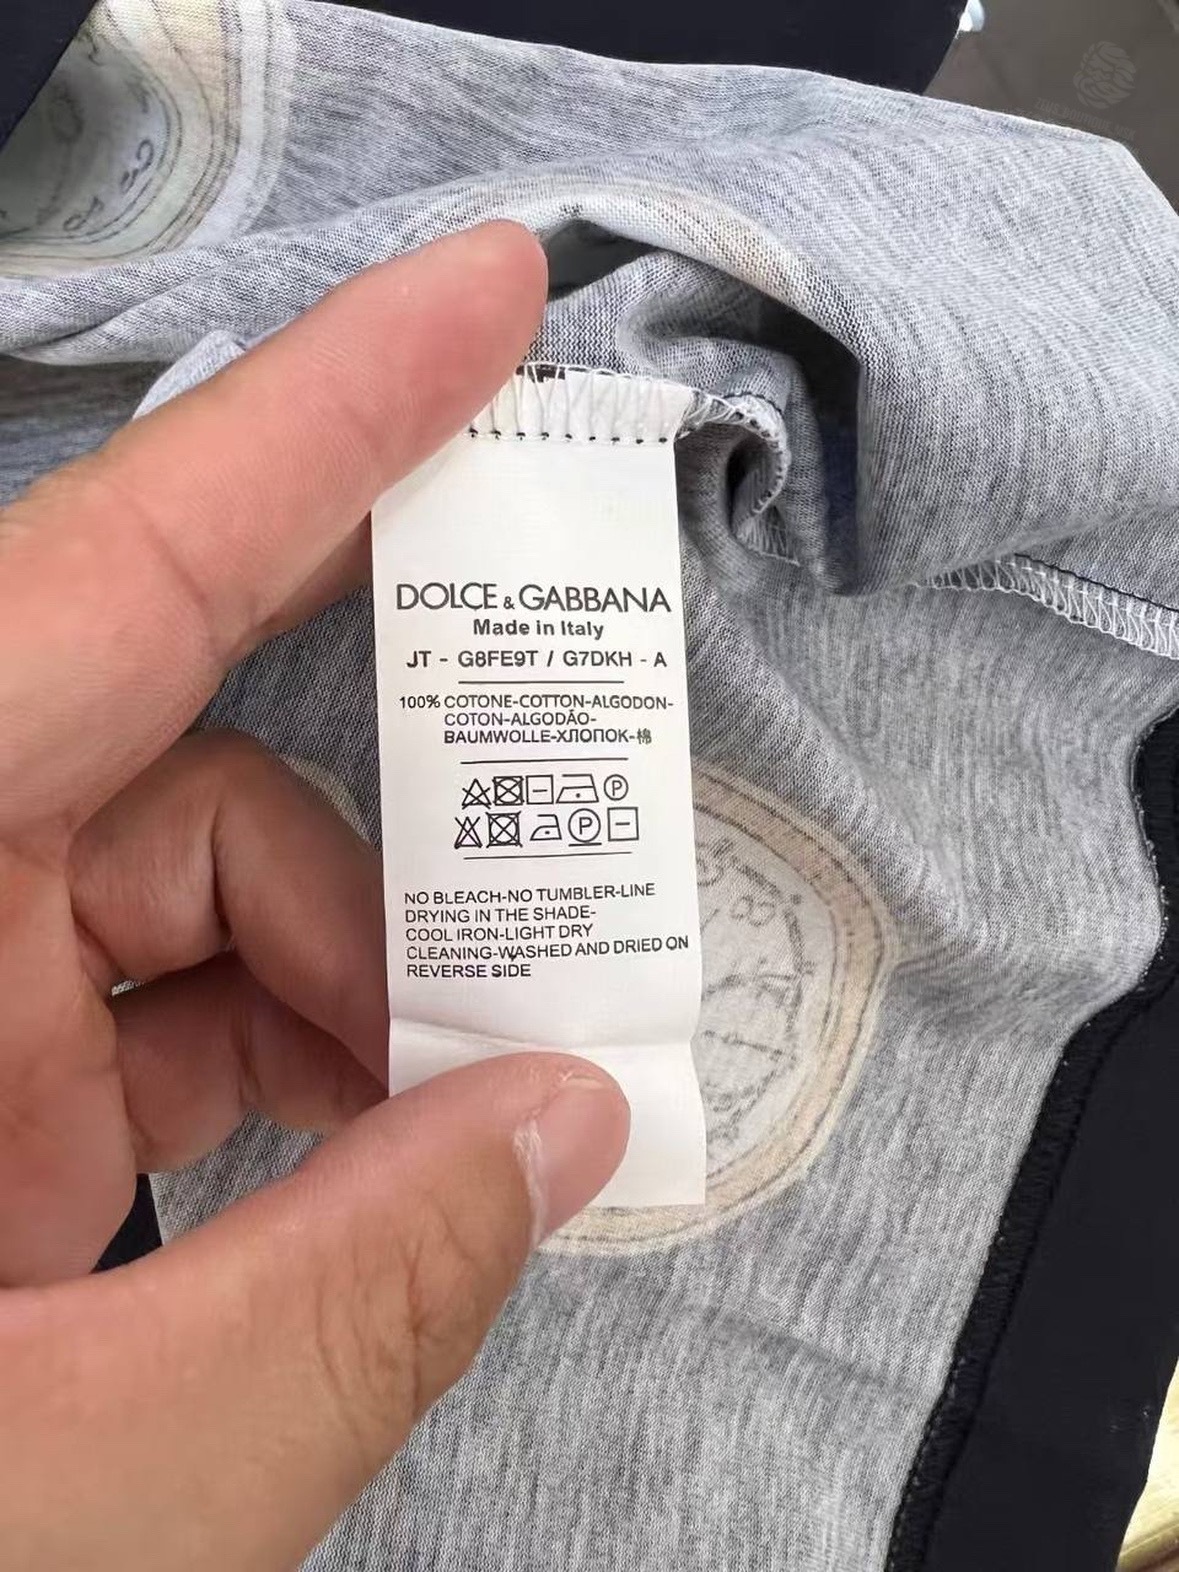 DOLCE & GABBANA
Made in Italy
JT - G8FE9T / G7DKH - A
100% COTONE-COTTON-ALGODON-
COTON-ALGODÃO-
BAUMWOLLE-ХЛОПОК-棉
P
P
NO BLEACH-NO TUMBLER-LINE
DRYING IN THE SHADE-
COOL IRON-LIGHT DRY
CLEANING-WASHED AND DRIED ON
REVERSE SIDE